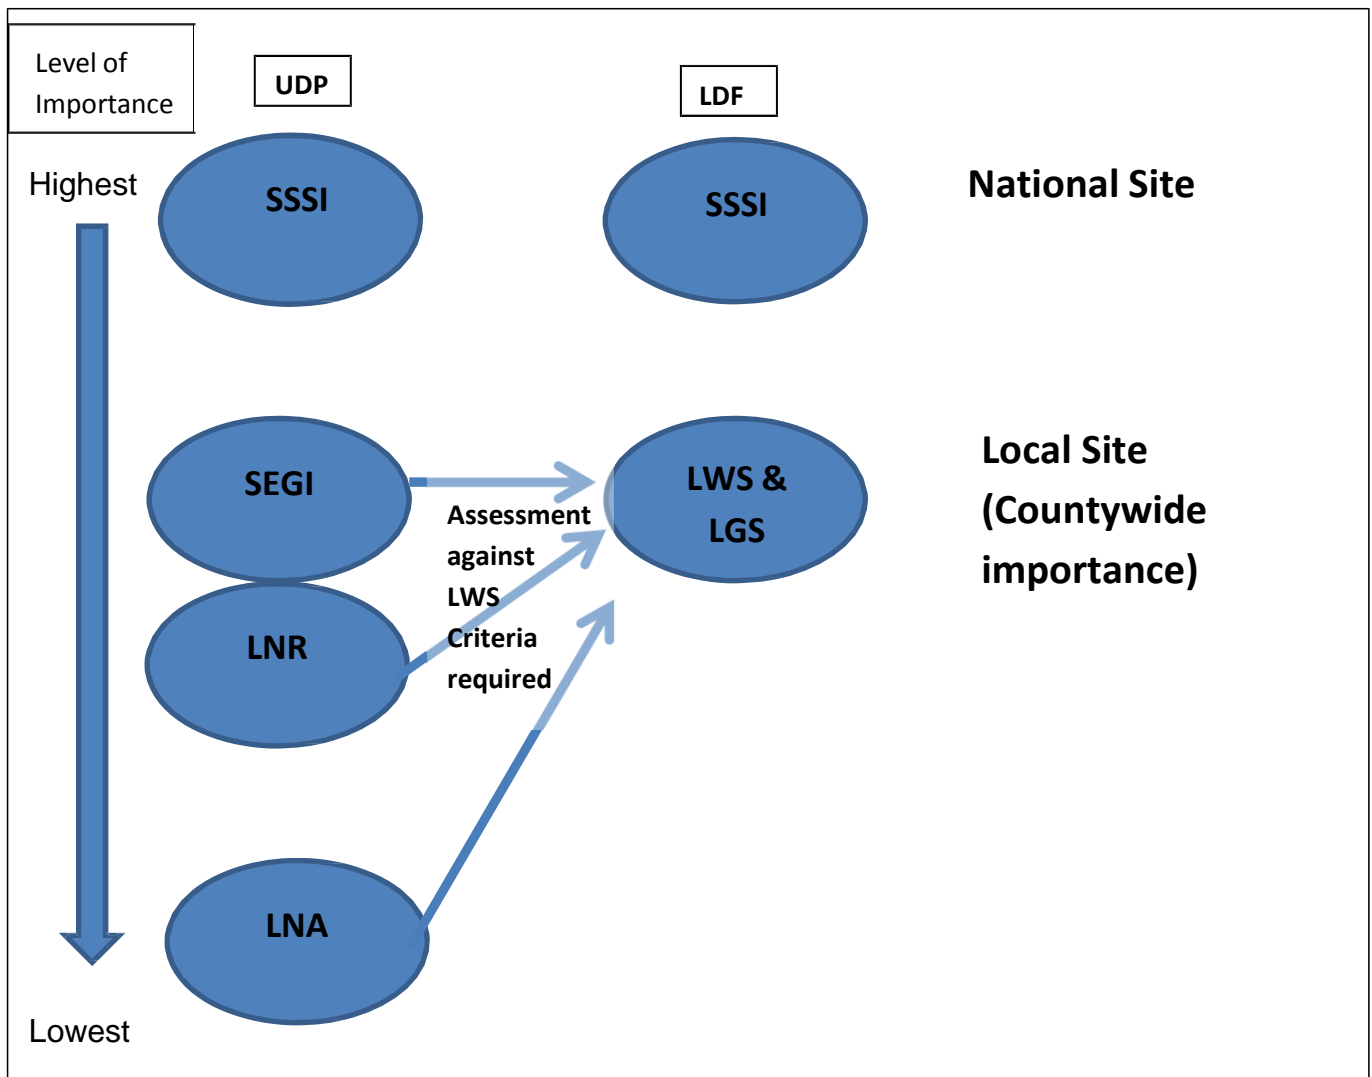 Level of
Importance
UDP
LDF
Highest
SSSI
SSSI
National Site
SEGI
LWS &
LGS
Local Site
(Countywide
importance)
Assessment
against
LWS
Criteria
required
LNR
LNA
Lowest